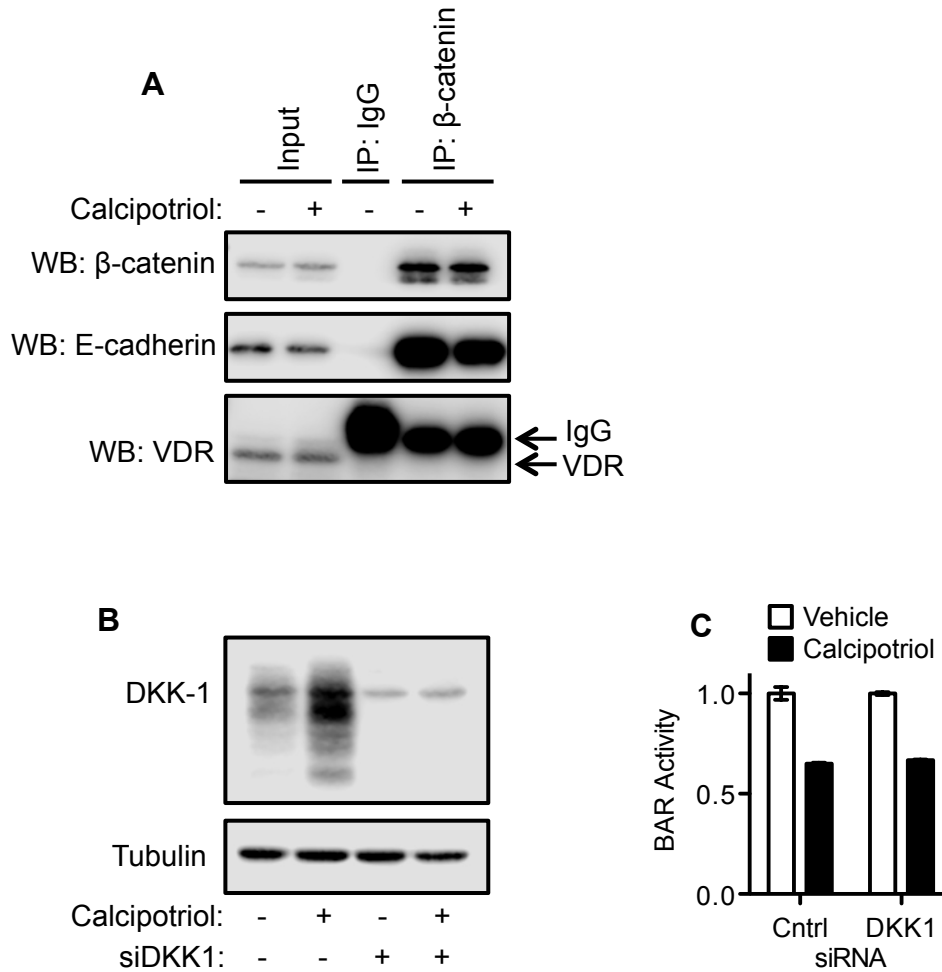 A
Input
IP: IgG
IP: β-catenin
Calcipotriol: - + - - +
WB: β-catenin
WB: E-cadherin
WB: VDR
IgG
VDR
B
DKK-1
Tubulin
Calcipotriol: - + - +
siDKK1: - - + +
C
Vehicle
Calcipotriol
BAR Activity
1.0
0.5
0.0
Cntrl DKK1
siRNA